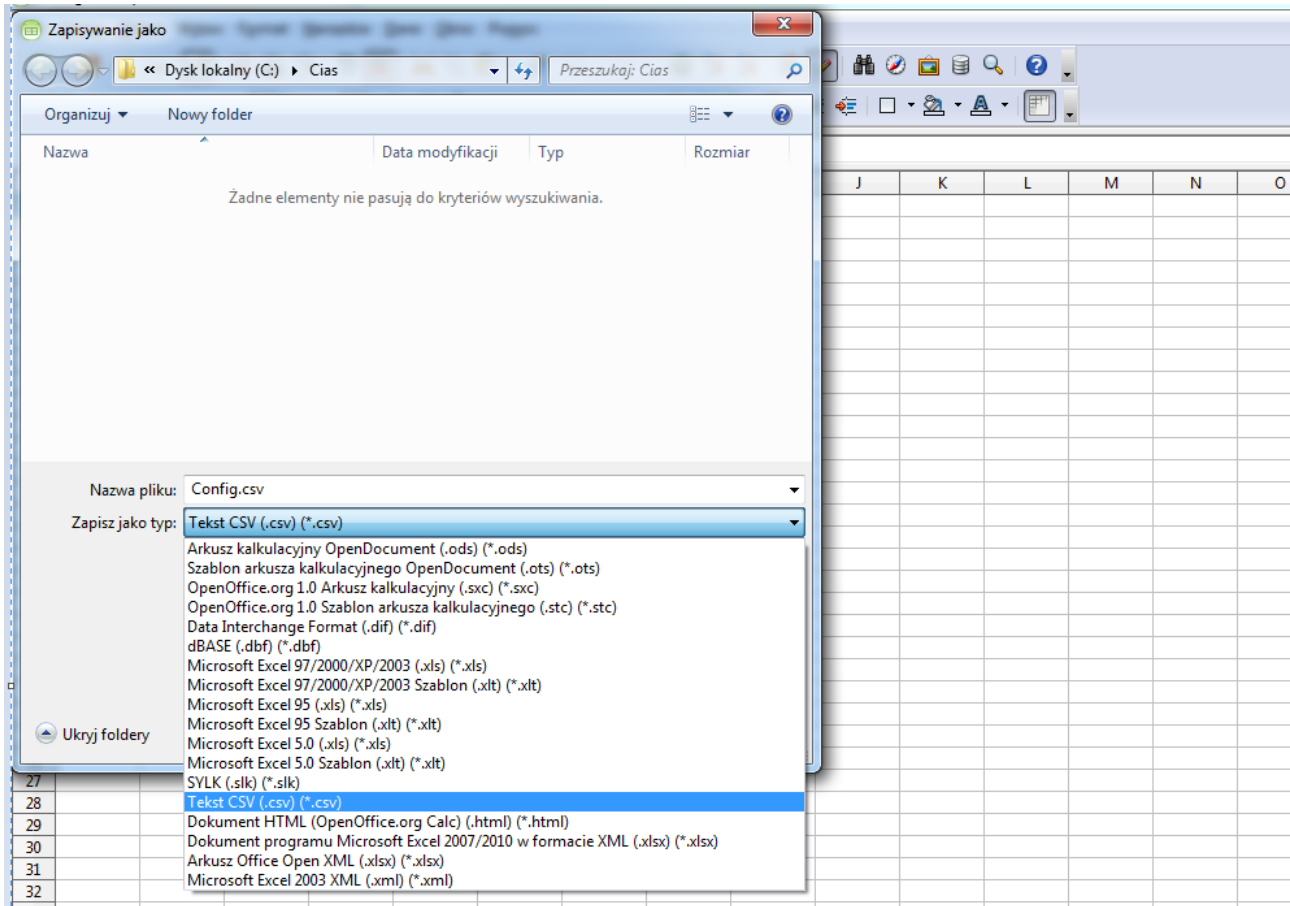 Zapisywanie jako
« Dysk lokalny (C:) Cias
Przeszukaj: Cias
Organizuj Nowy folder
Nazwa Data modyfikacji Typ Rozmiar
Żadne elementy nie pasują do kryteriów wyszukiwania.
J K L M N O
Nazwa pliku: Config.csv
Zapisz jako typ: Tekst CSV (.csv) (*.csv)
Arkusz kalkulacyjny OpenDocument (.ods) (*.ods)
Szablon arkusza kalkulacyjnego OpenDocument (.ots) (*.ots)
OpenOffice.org 1.0 Arkusz kalkulacyjny (.sxc) (*.sxc)
OpenOffice.org 1.0 Szablon arkusza kalkulacyjnego (.stc) (*.stc)
Data Interchange Format (.dif) (*.dif)
dBASE (.dbf) (*.dbf)
Microsoft Excel 97/2000/XP/2003 (.xls) (*.xls)
Microsoft Excel 97/2000/XP/2003 Szablon (.xlt) (*.xlt)
Microsoft Excel 95 (.xls) (*.xls)
Microsoft Excel 95 Szablon (.xlt) (*.xlt)
Microsoft Excel 5.0 (.xls) (*.xls)
Microsoft Excel 5.0 Szablon (.xlt) (*.xlt)
SYLK (.slk) (*.slk)
Tekst CSV (.csv) (*.csv)
Dokument HTML (OpenOffice.org Calc) (.html) (*.html)
Dokument programu Microsoft Excel 2007/2010 w formacie XML (.xlsx) (*.xlsx)
Arkusz Office Open XML (.xlsx) (*.xlsx)
Microsoft Excel 2003 XML (.xml) (*.xml)
Ukryj foldery
27
28
29
30
31
32